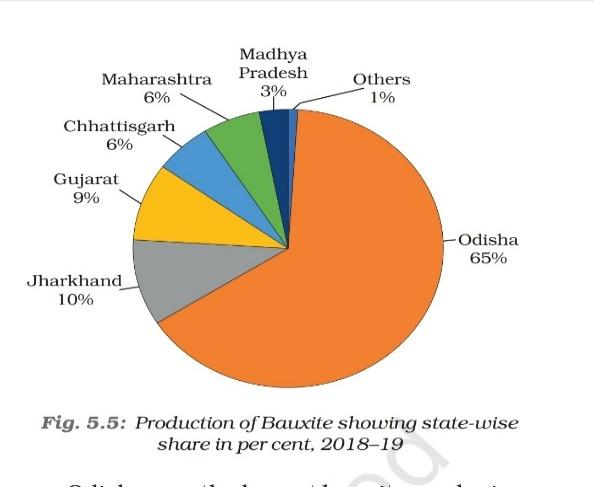 Madhya
Pradesh
3%
Others
1%
Maharashtra
6%
Chhattisgarh
6%
Gujarat
9%
Jharkhand
10%
Odisha
65%
Fig. 5.5: Production of Bauxite showing state-wise
share in per cent, 2018–19